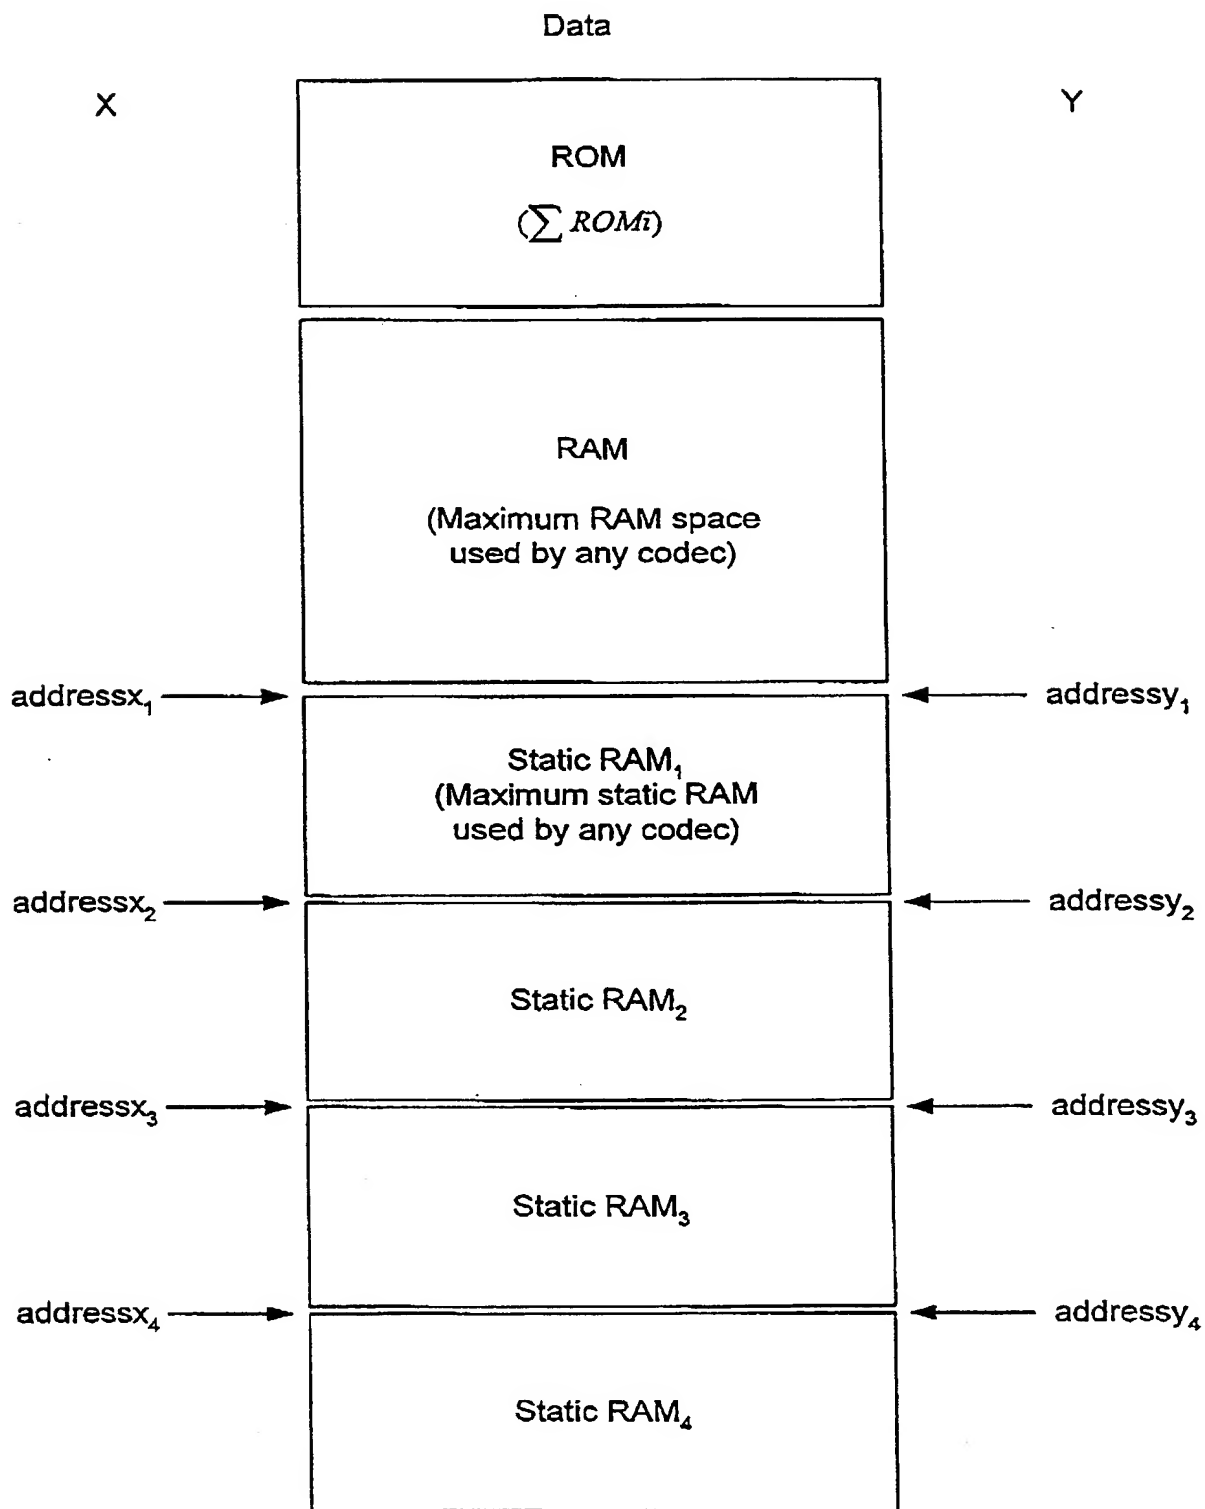 Data
X
Y
ROM
(∑ ROMi)
RAM
(Maximum RAM space
used by any codec)
addressx₁
addressy₁
Static RAM₁
(Maximum static RAM
used by any codec)
addressx₂
addressy₂
Static RAM₂
addressx₃
addressy₃
Static RAM₃
addressx₄
addressy₄
Static RAM₄